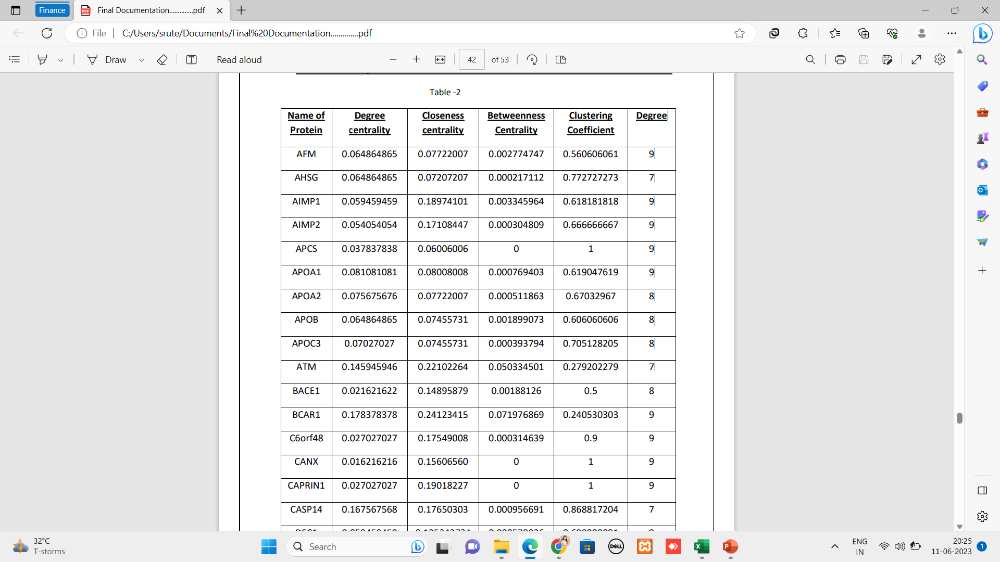 Finance
Final Documentation..............pdf
File
C:/Users/srute/Documents/Final%20Documentation..............pdf
Draw
Read aloud
42 of 53
Table -2
Name of Protein Degree centrality Closeness centrality Betweenness Centrality Clustering Coefficient Degree
AFM 0.064864865 0.07722007 0.002774747 0.560606061 9
AHSG 0.064864865 0.07207207 0.000217112 0.772727273 7
AIMP1 0.059459459 0.18974101 0.003345964 0.618181818 9
AIMP2 0.054054054 0.17108447 0.000304809 0.666666667 9
APCS 0.037837838 0.06006006 0 1 9
APOA1 0.081081081 0.08008008 0.000769403 0.619047619 9
APOA2 0.075675676 0.07722007 0.000511863 0.67032967 8
APOB 0.064864865 0.07455731 0.001899073 0.606060606 8
APOC3 0.07027027 0.07455731 0.000393794 0.705128205 8
ATM 0.145945946 0.22102264 0.050334501 0.279202279 7
BACE1 0.021621622 0.14895879 0.00188126 0.5 8
BCAR1 0.178378378 0.24123415 0.071976869 0.240530303 9
C6orf48 0.027027027 0.17549008 0.000314639 0.9 9
CANX 0.016216216 0.15606560 0 1 9
CAPRIN1 0.027027027 0.19018227 0 1 9
CASP14 0.167567568 0.17650303 0.000956691 0.868817204 7
32°C
T-storms
Search
DELL
ENG
IN
20:25
11-06-2023
1